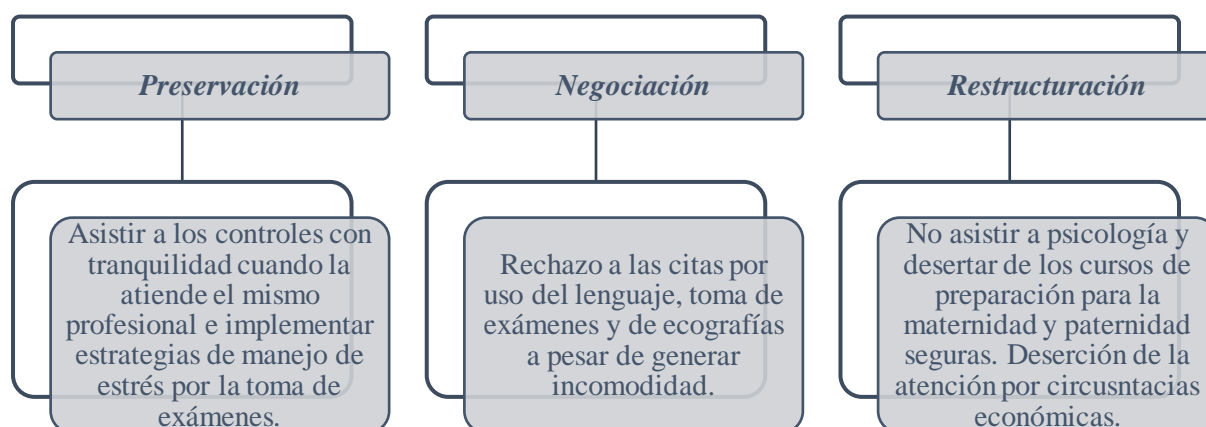 Preservación
Asistir a los controles con
tranquilidad cuando la
atiende el mismo
profesional e implementar
estrategias de manejo de
estrés por la toma de
exámenes.
Negociación
Rechazo a las citas por
uso del lenguaje, toma de
exámenes y de ecografías
a pesar de generar
incomodidad.
Restructuración
No asistir a psicología y
desertar de los cursos de
preparación para la
maternidad y paternidad
seguras. Deserción de la
atención por circusntacias
económicas.